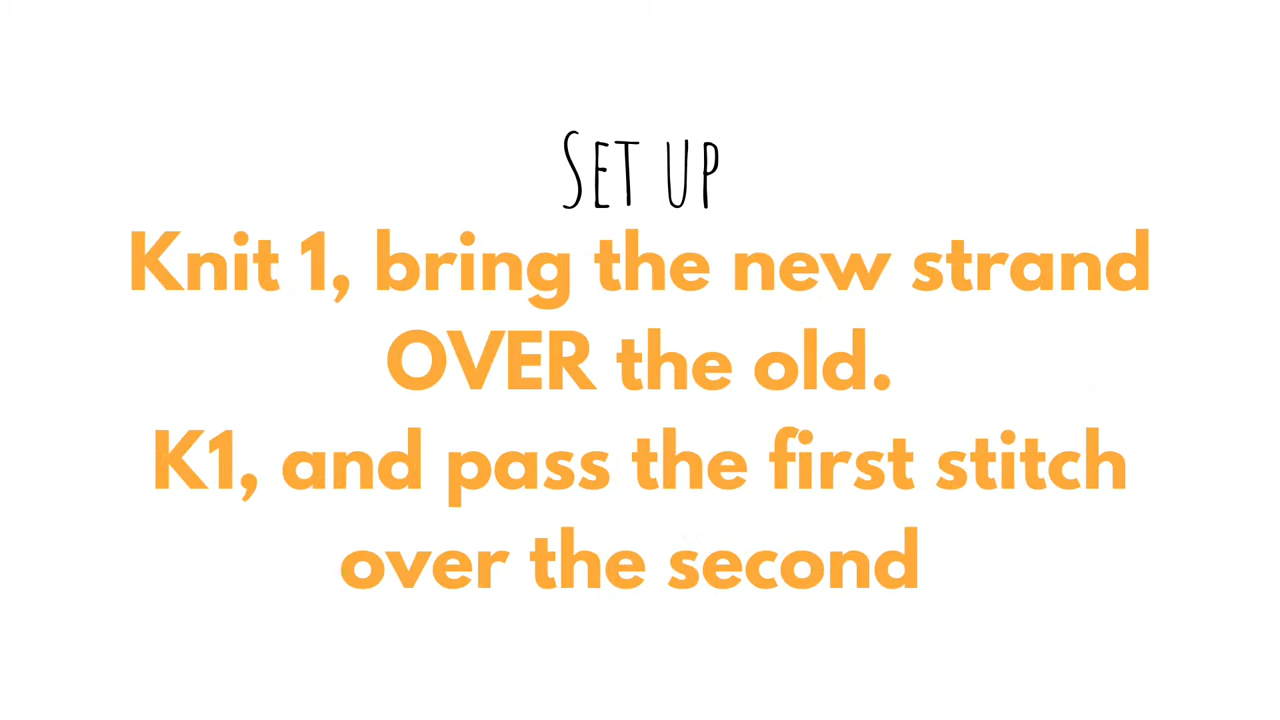 SET UP
Knit 1, bring the new strand
OVER the old.
K1, and pass the first stitch
over the second